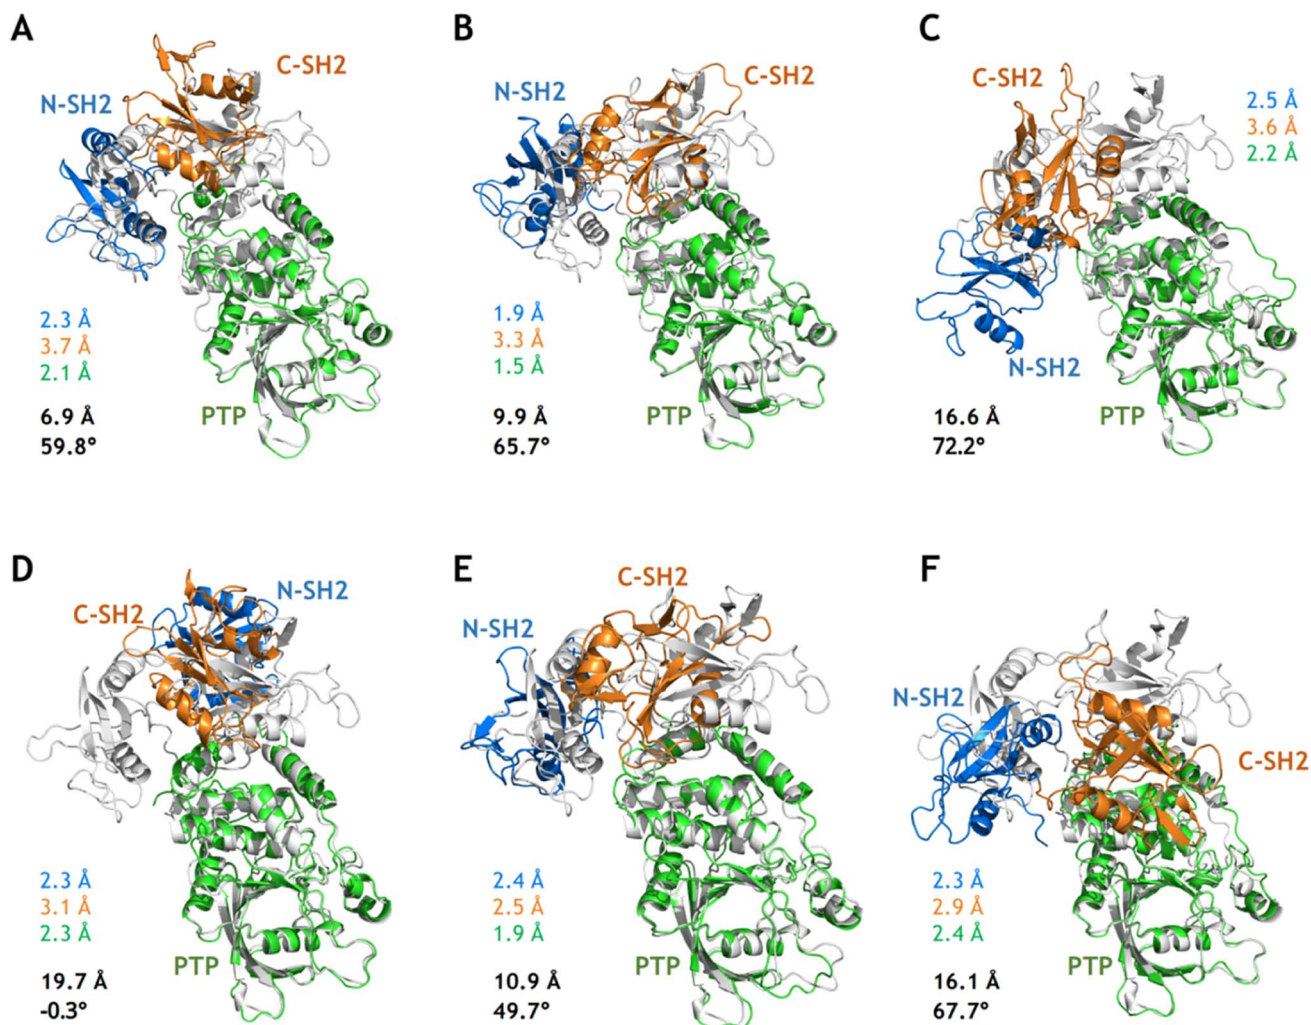 A
C-SH2
N-SH2
2.3 Å
3.7 Å
2.1 Å
PTP
6.9 Å
59.8°
B
N-SH2
C-SH2
1.9 Å
3.3 Å
1.5 Å
PTP
9.9 Å
65.7°
C
C-SH2
2.5 Å
3.6 Å
2.2 Å
N-SH2
PTP
16.6 Å
72.2°
D
C-SH2
N-SH2
2.3 Å
3.1 Å
2.3 Å
PTP
19.7 Å
-0.3°
E
C-SH2
N-SH2
2.4 Å
2.5 Å
1.9 Å
PTP
10.9 Å
49.7°
F
N-SH2
C-SH2
2.3 Å
2.9 Å
2.4 Å
PTP
16.1 Å
67.7°